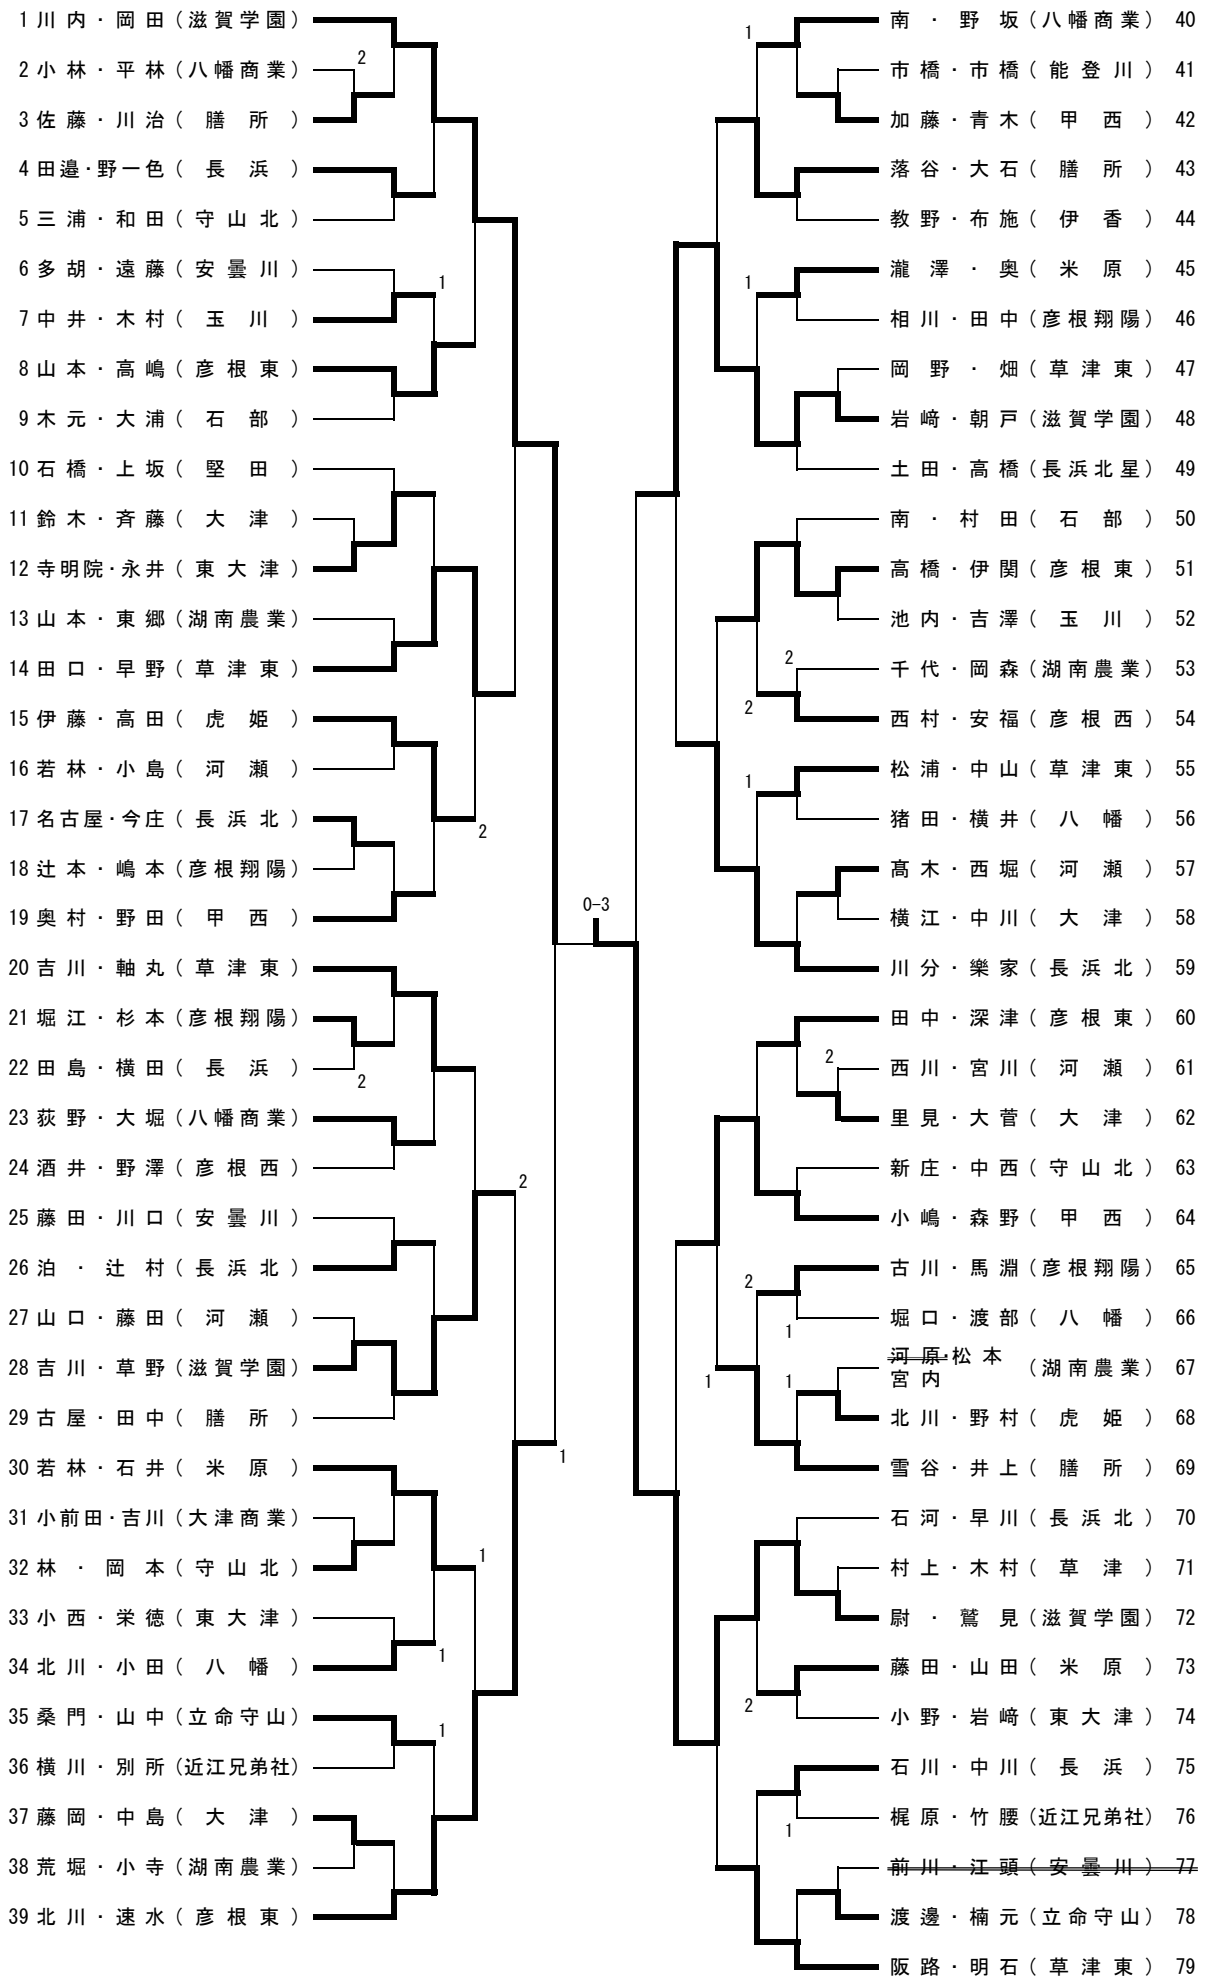 1 川内・岡田(滋賀学園)
2
2 小林・平林(八幡商業)
3 佐藤・川治(膳所)
4 田邉・野一色(長浜)
5 三浦・和田(守山北)
6 多胡・遠藤(安曇川)
1
7 中井・木村(玉川)
8 山本・高嶋(彦根東)
9 木元・大浦(石部)
10 石橋・上坂(堅田)
11 鈴木・斉藤(大津)
12 寺明院・永井(東大津)
13 山本・東郷(湖南農業)
14 田口・早野(草津東)
15 伊藤・高田(虎姫)
16 若林・小島(河瀬)
17 名古屋・今庄(長浜北)
2
18 辻本・嶋本(彦根翔陽)
19 奥村・野田(甲西)
20 吉川・軸丸(草津東)
21 堀江・杉本(彦根翔陽)
22 田島・横田(長浜)
2
23 荻野・大堀(八幡商業)
24 酒井・野澤(彦根西)
2
25 藤田・川口(安曇川)
26 泊・辻村(長浜北)
27 山口・藤田(河瀬)
28 吉川・草野(滋賀学園)
29 古屋・田中(膳所)
1
30 若林・石井(米原)
31 小前田・吉川(大津商業)
1
32 林・岡本(守山北)
33 小西・栄徳(東大津)
1
34 北川・小田(八幡)
35 桑門・山中(立命守山)
1
36 横川・別所(近江兄弟社)
37 藤岡・中島(大津)
38 荒堀・小寺(湖南農業)
39 北川・速水(彦根東)
0-3
南・野坂(八幡商業) 40
1
市橋・市橋(能登川) 41
加藤・青木(甲西) 42
落谷・大石(膳所) 43
教野・布施(伊香) 44
瀧澤・奥(米原) 45
1
相川・田中(彦根翔陽) 46
岡野・畑(草津東) 47
岩﨑・朝戸(滋賀学園) 48
土田・高橋(長浜北星) 49
南・村田(石部) 50
高橋・伊関(彦根東) 51
池内・吉澤(玉川) 52
2
千代・岡森(湖南農業) 53
2
西村・安福(彦根西) 54
松浦・中山(草津東) 55
1
猪田・横井(八幡) 56
髙木・西堀(河瀬) 57
横江・中川(大津) 58
川分・樂家(長浜北) 59
田中・深津(彦根東) 60
2
西川・宮川(河瀬) 61
里見・大菅(大津) 62
新庄・中西(守山北) 63
小嶋・森野(甲西) 64
古川・馬淵(彦根翔陽) 65
2
堀口・渡部(八幡) 66
1
河原・松本
宮内
(湖南農業) 67
1
1
北川・野村(虎姫) 68
雪谷・井上(膳所) 69
石河・早川(長浜北) 70
村上・木村(草津) 71
尉・鷲見(滋賀学園) 72
藤田・山田(米原) 73
2
小野・岩﨑(東大津) 74
石川・中川(長浜) 75
梶原・竹腰(近江兄弟社) 76
1
前川・江頭(安曇川) 77
渡邊・楠元(立命守山) 78
阪路・明石(草津東) 79